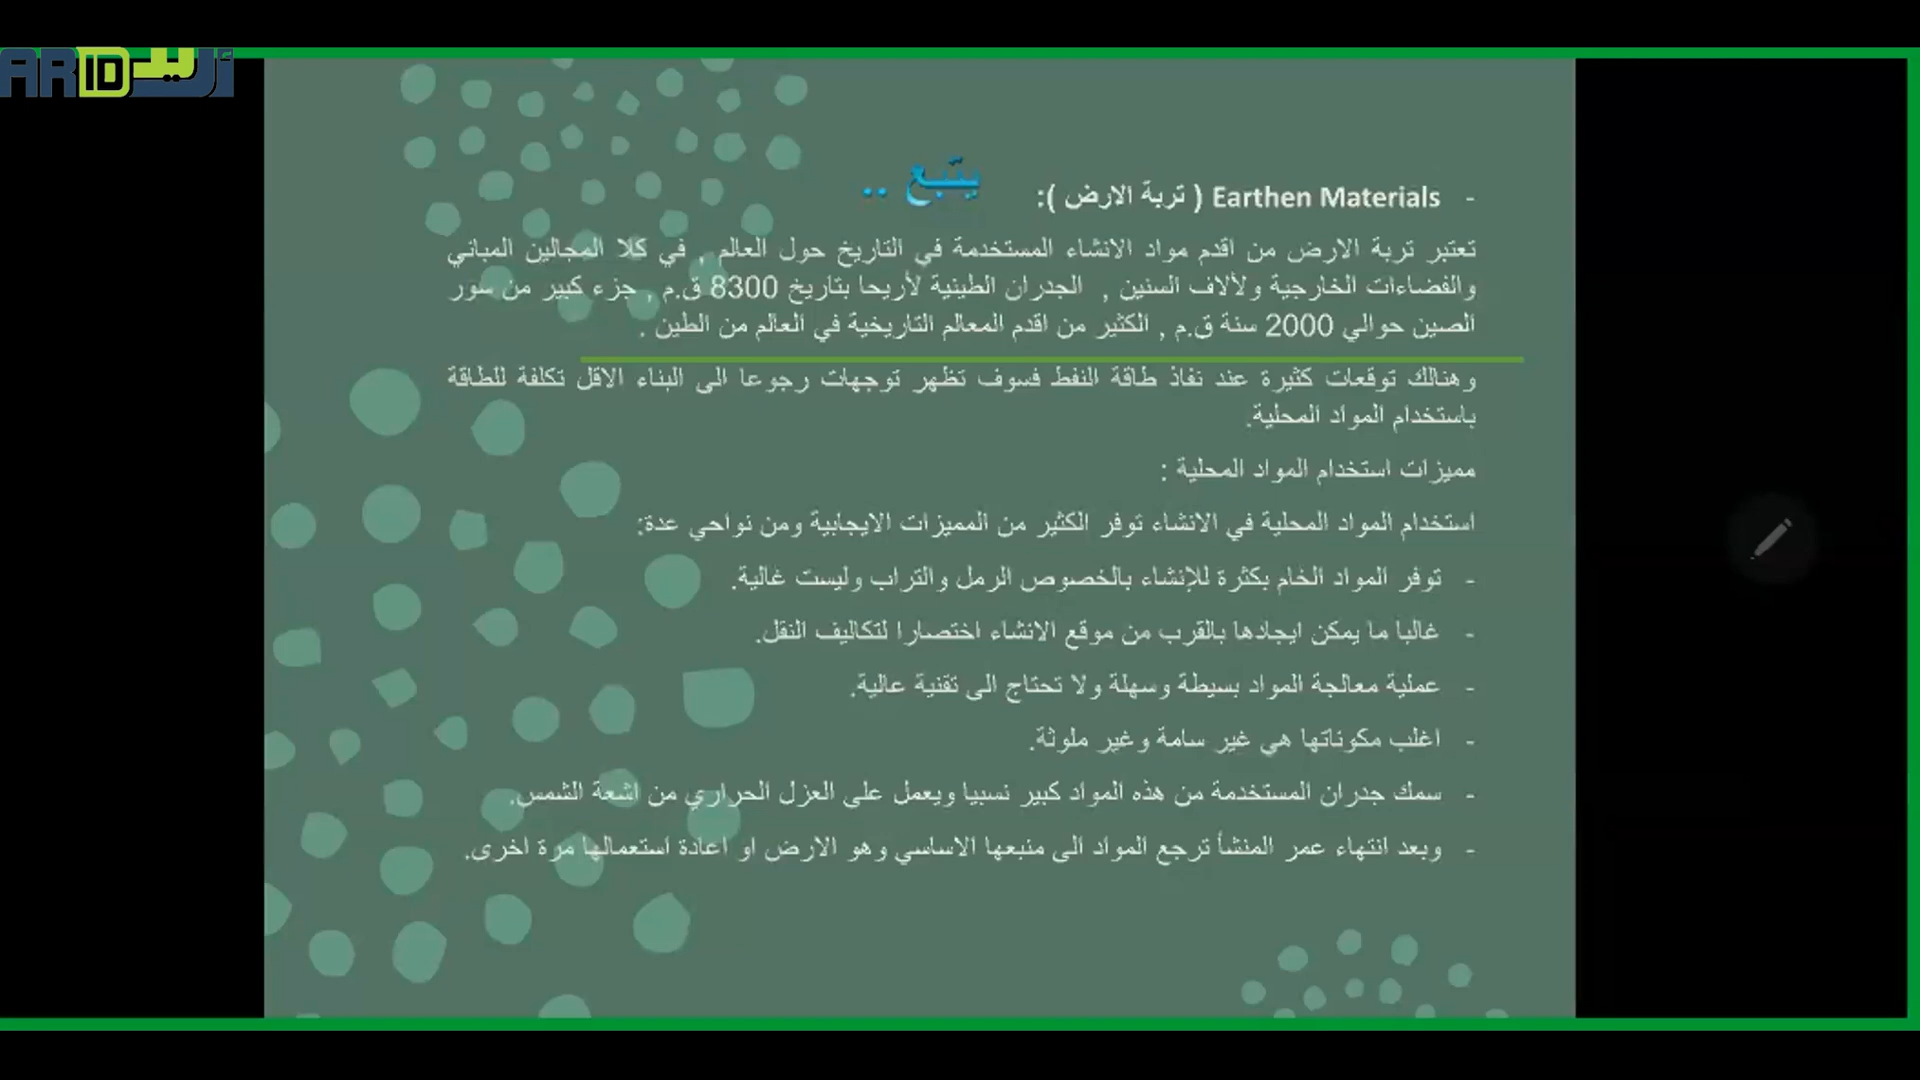 ARID أريد
يتبع ..
- Earthen Materials ( تربة الارض ):
تعتبر تربة الارض من اقدم مواد الانشاء المستخدمة في التاريخ حول العالم , في كلا المجالين المباني
والفضاءات الخارجية ولألاف السنين , الجدران الطينية لأريحا بتاريخ 8300 ق.م , جزء كبير من سور
الصين حوالي 2000 سنة ق.م , الكثير من اقدم المعالم التاريخية في العالم من الطين .
وهنالك توقعات كثيرة عند نفاذ طاقة النفط فسوف تظهر توجهات رجوعا الى البناء الاقل تكلفة للطاقة
باستخدام المواد المحلية.
مميزات استخدام المواد المحلية :
استخدام المواد المحلية في الانشاء توفر الكثير من المميزات الايجابية ومن نواحي عدة:
- توفر المواد الخام بكثرة للإنشاء بالخصوص الرمل والتراب وليست غالية.
- غالبا ما يمكن ايجادها بالقرب من موقع الانشاء اختصارا لتكاليف النقل.
- عملية معالجة المواد بسيطة وسهلة ولا تحتاج الى تقنية عالية.
- اغلب مكوناتها هي غير سامة وغير ملوثة.
- سمك جدران المستخدمة من هذه المواد كبير نسبيا ويعمل على العزل الحراري من اشعة الشمس.
- وبعد انتهاء عمر المنشأ ترجع المواد الى منبعها الاساسي وهو الارض او اعادة استعمالها مرة اخرى.